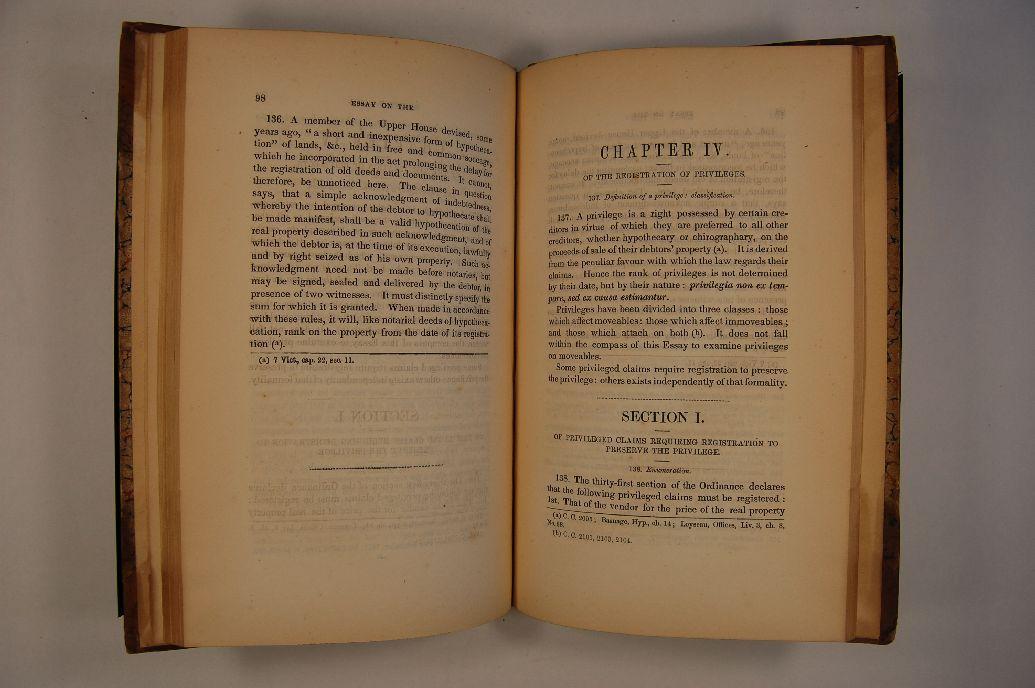 98
ESSAY ON THE
136. A member of the Upper House devised, some
years ago, "a short and inexpensive form of hypotheca-
tion" of lands, &c., held in free and common soccage,
which he incorporated in the act prolonging the delay for
the registration of old deeds and documents. It cannot,
therefore, be unnoticed here. The clause in question
says, that a simple acknowledgment of indebtedness,
whereby the intention of the debtor to hypothecate shall
be made manifest, shall be a valid hypothecation of the
real property described in such acknowledgment, and of
which the debtor is, at the time of its execution, lawfully
and by right seized as of his own property. Such ac-
knowledgment need not be made before notaries, but
may be signed, sealed and delivered by the debtor, in
presence of two witnesses. It must distinctly specify the
sum for which it is granted. When made in accordance
with these rules, it will, like notarial deeds of hypothe-
cation, rank on the property from the date of its registra-
tion (a).
(a) 7 Vict., cap. 22, sec. 11.
CHAPTER IV.
OF THE REGISTRATION OF PRIVILEGES.
137. Definition of a privilege: classification.
137. A privilege is a right possessed by certain cre-
ditors in virtue of which they are preferred to all other
creditors, whether hypothecary or chirographary, on the
proceeds of sale of their debtors' property (a). It is derived
from the peculiar favour with which the law regards their
claims. Hence the rank of privileges is not determined
by their date, but by their nature: privilegia non ex tem-
pore, sed ex causa estimantur.
Privileges have been divided into three classes: those
which affect moveables: those which affect immoveables;
and those which attach on both (b). It does not fall
within the compass of this Essay to examine privileges
on moveables.
Some privileged claims require registration to preserve
the privilege: others exists independently of that formality.
SECTION I.
OF PRIVILEGED CLAIMS REQUIRING REGISTRATION TO
PRESERVE THE PRIVILEGE.
138. Enumeration.
138. The thirty-first section of the Ordinance declares
that the following privileged claims must be registered:
1st. That of the vendor for the price of the real property
(a) C. C. 2095; Basnage, Hyp., ch. 14; Loyseau, Offices, Liv. 3, ch. 8,
No. 88.
(b) C. C. 2101, 2103, 2104.